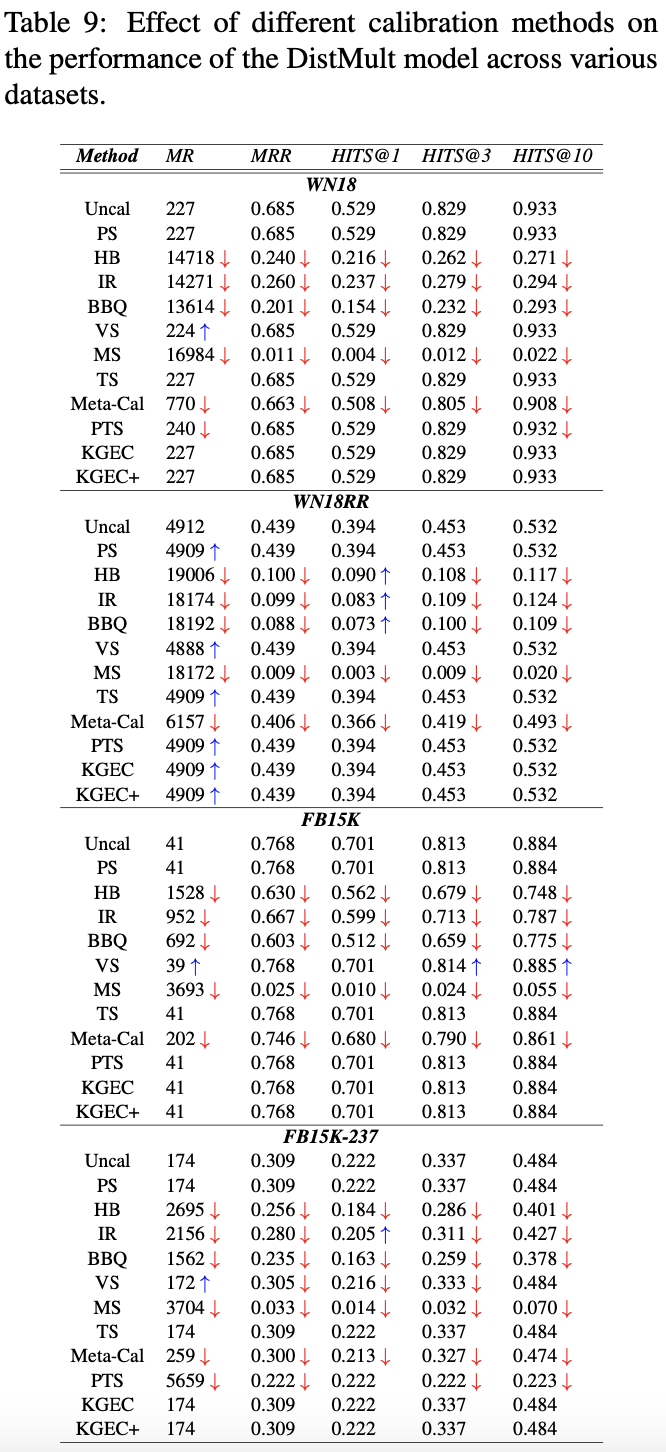 Table 9: Effect of different calibration methods on
the performance of the DistMult model across various
datasets.
Method MR MRR HITS@1 HITS@3 HITS@10
WN18
Uncal 227 0.685 0.529 0.829 0.933
PS 227 0.685 0.529 0.829 0.933
HB 14718 ↓ 0.240 ↓ 0.216 ↓ 0.262 ↓ 0.271 ↓
IR 14271 ↓ 0.260 ↓ 0.237 ↓ 0.279 ↓ 0.294 ↓
BBQ 13614 ↓ 0.201 ↓ 0.154 ↓ 0.232 ↓ 0.293 ↓
VS 224 ↑ 0.685 0.529 0.829 0.933
MS 16984 ↓ 0.011 ↓ 0.004 ↓ 0.012 ↓ 0.022 ↓
TS 227 0.685 0.529 0.829 0.933
Meta-Cal 770 ↓ 0.663 ↓ 0.508 ↓ 0.805 ↓ 0.908 ↓
PTS 240 ↓ 0.685 0.529 0.829 0.932 ↓
KGEC 227 0.685 0.529 0.829 0.933
KGEC+ 227 0.685 0.529 0.829 0.933
WN18RR
Uncal 4912 0.439 0.394 0.453 0.532
PS 4909 ↑ 0.439 0.394 0.453 0.532
HB 19006 ↓ 0.100 ↓ 0.090 ↑ 0.108 ↓ 0.117 ↓
IR 18174 ↓ 0.099 ↓ 0.083 ↑ 0.109 ↓ 0.124 ↓
BBQ 18192 ↓ 0.088 ↓ 0.073 ↑ 0.100 ↓ 0.109 ↓
VS 4888 ↑ 0.439 0.394 0.453 0.532
MS 18172 ↓ 0.009 ↓ 0.003 ↓ 0.009 ↓ 0.020 ↓
TS 4909 ↑ 0.439 0.394 0.453 0.532
Meta-Cal 6157 ↓ 0.406 ↓ 0.366 ↓ 0.419 ↓ 0.493 ↓
PTS 4909 ↑ 0.439 0.394 0.453 0.532
KGEC 4909 ↑ 0.439 0.394 0.453 0.532
KGEC+ 4909 ↑ 0.439 0.394 0.453 0.532
FB15K
Uncal 41 0.768 0.701 0.813 0.884
PS 41 0.768 0.701 0.813 0.884
HB 1528 ↓ 0.630 ↓ 0.562 ↓ 0.679 ↓ 0.748 ↓
IR 952 ↓ 0.667 ↓ 0.599 ↓ 0.713 ↓ 0.787 ↓
BBQ 692 ↓ 0.603 ↓ 0.512 ↓ 0.659 ↓ 0.775 ↓
VS 39 ↑ 0.768 0.701 0.814 ↑ 0.885 ↑
MS 3693 ↓ 0.025 ↓ 0.010 ↓ 0.024 ↓ 0.055 ↓
TS 41 0.768 0.701 0.813 0.884
Meta-Cal 202 ↓ 0.746 ↓ 0.680 ↓ 0.790 ↓ 0.861 ↓
PTS 41 0.768 0.701 0.813 0.884
KGEC 41 0.768 0.701 0.813 0.884
KGEC+ 41 0.768 0.701 0.813 0.884
FB15K-237
Uncal 174 0.309 0.222 0.337 0.484
PS 174 0.309 0.222 0.337 0.484
HB 2695 ↓ 0.256 ↓ 0.184 ↓ 0.286 ↓ 0.401 ↓
IR 2156 ↓ 0.280 ↓ 0.205 ↑ 0.311 ↓ 0.427 ↓
BBQ 1562 ↓ 0.235 ↓ 0.163 ↓ 0.259 ↓ 0.378 ↓
VS 172 ↑ 0.305 ↓ 0.216 ↓ 0.333 ↓ 0.484
MS 3704 ↓ 0.033 ↓ 0.014 ↓ 0.032 ↓ 0.070 ↓
TS 174 0.309 0.222 0.337 0.484
Meta-Cal 259 ↓ 0.300 ↓ 0.213 ↓ 0.327 ↓ 0.474 ↓
PTS 5659 ↓ 0.222 ↓ 0.222 0.222 ↓ 0.223 ↓
KGEC 174 0.309 0.222 0.337 0.484
KGEC+ 174 0.309 0.222 0.337 0.484